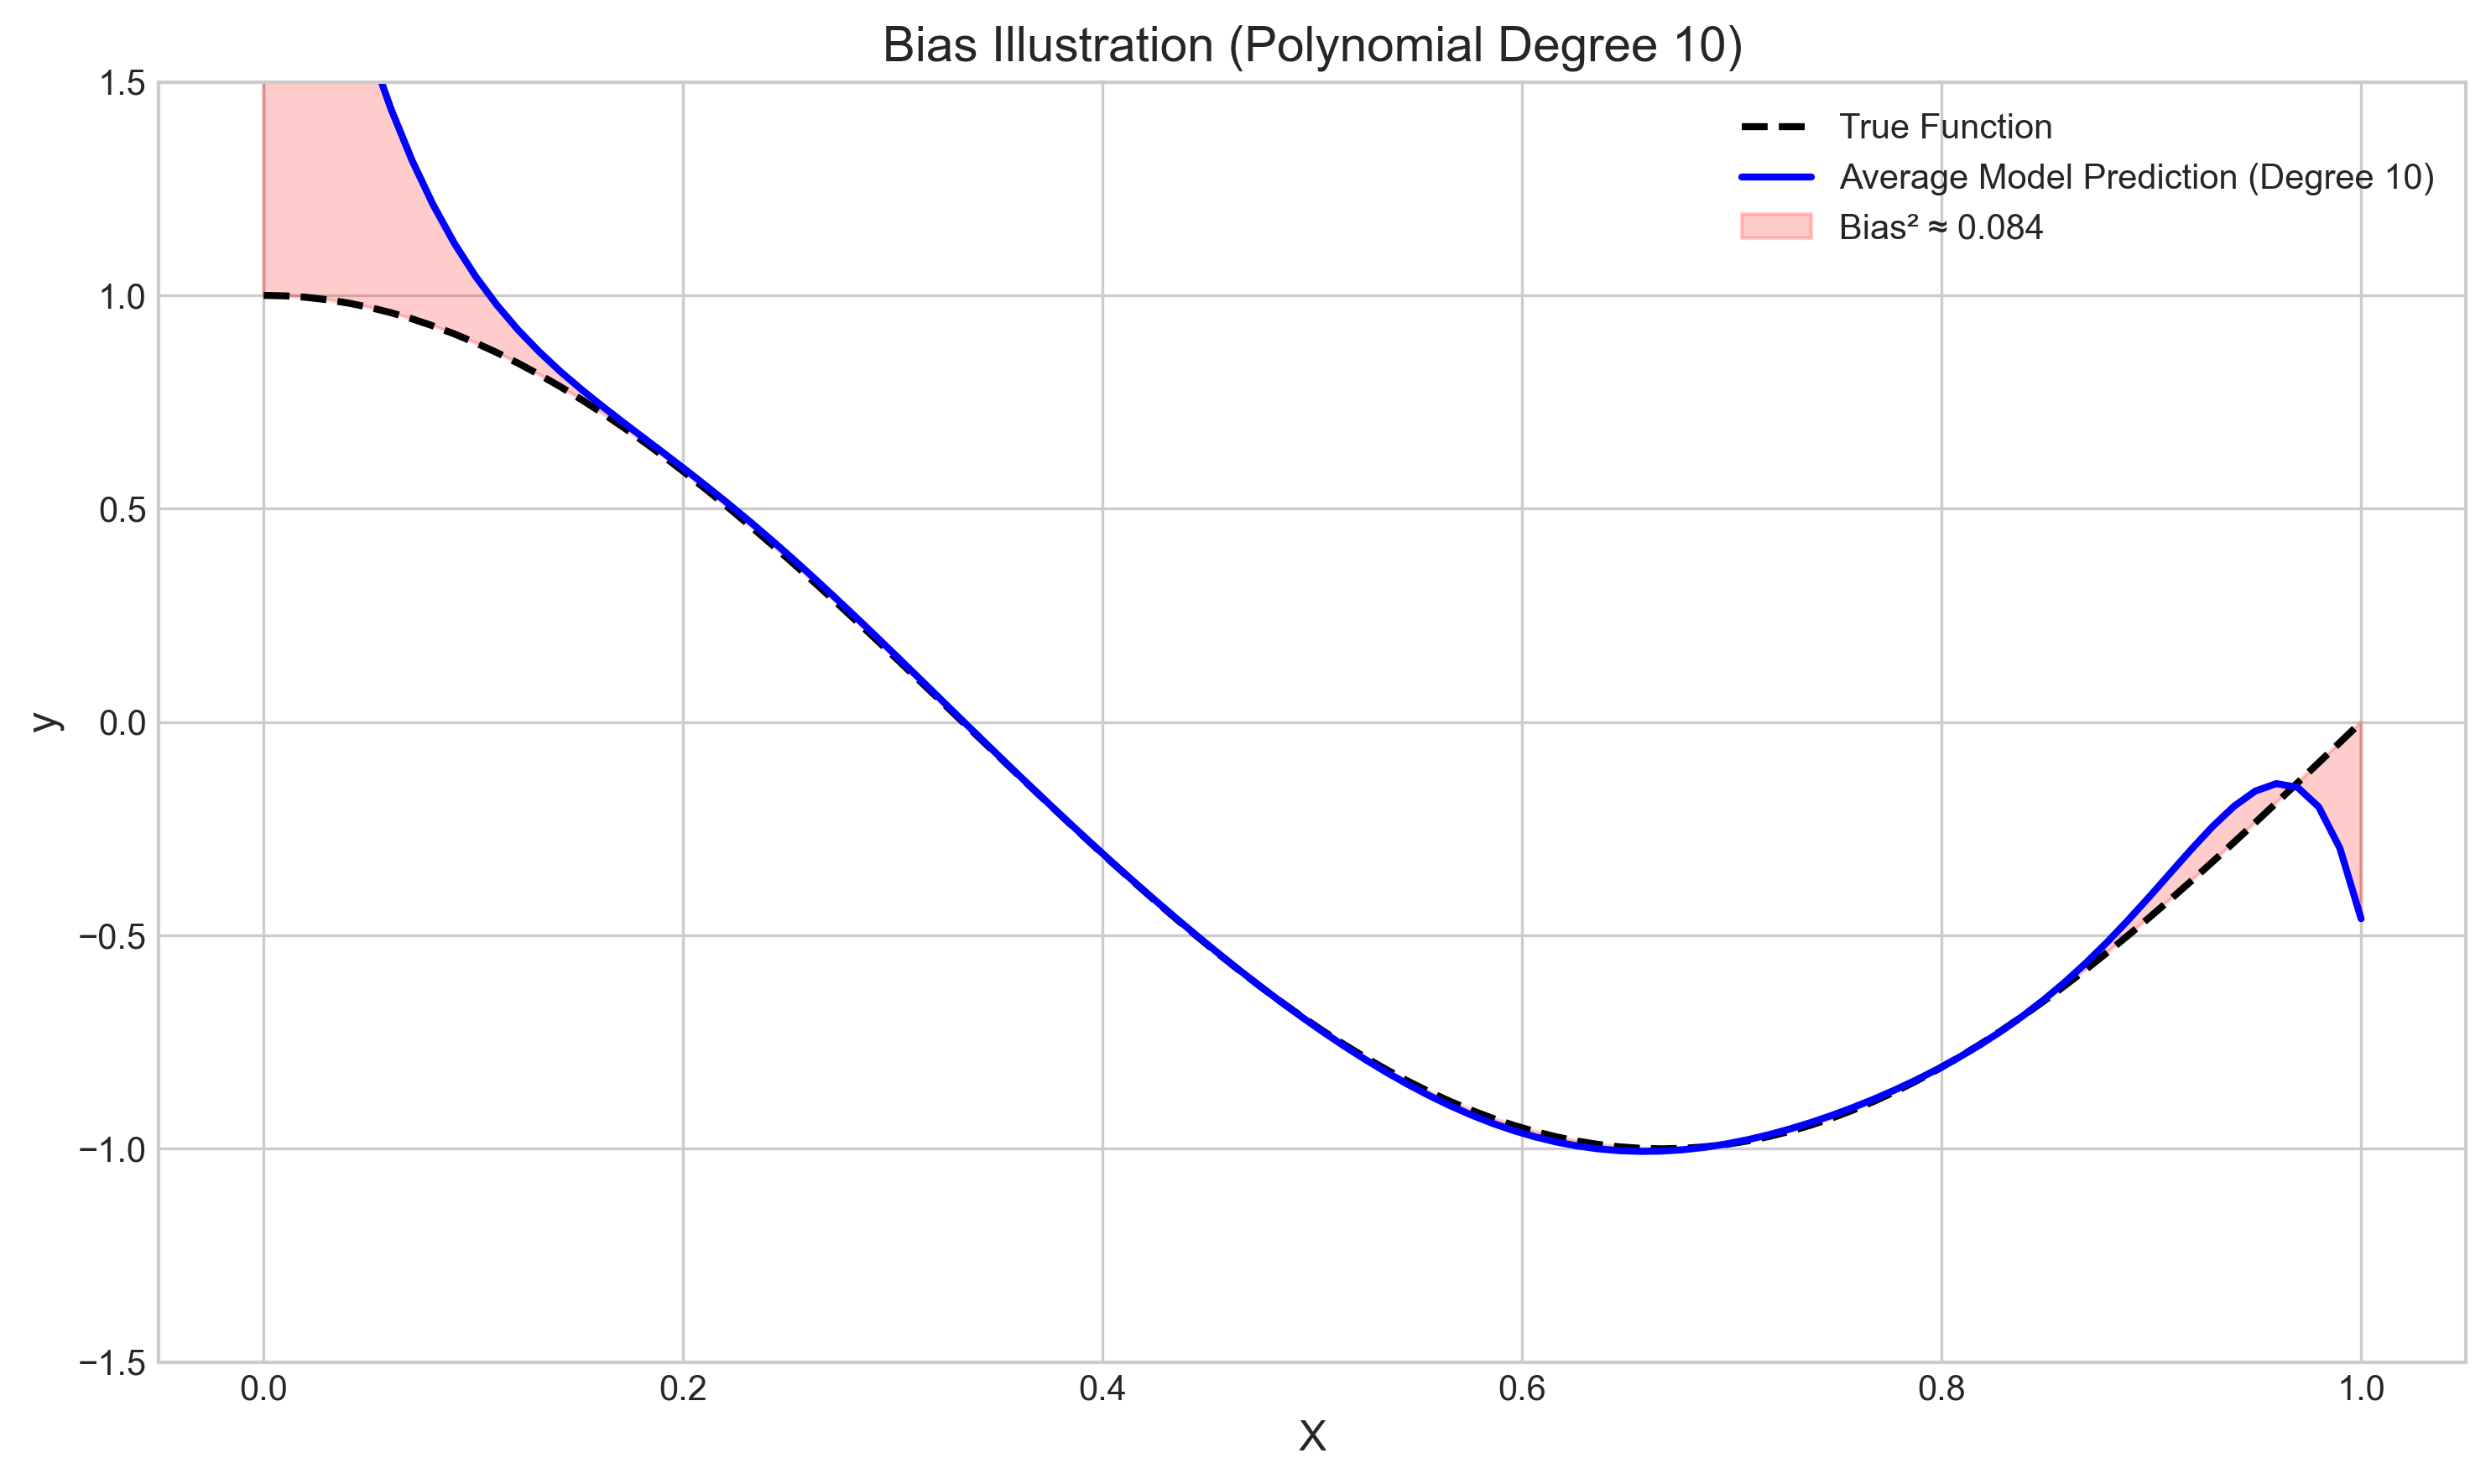 Bias Illustration (Polynomial Degree 10)
1.5
1.0
0.5
0.0
−0.5
−1.0
−1.5
y
True Function
Average Model Prediction (Degree 10)
Bias² ≈ 0.084
0.0
0.2
0.4
0.6
0.8
1.0
X